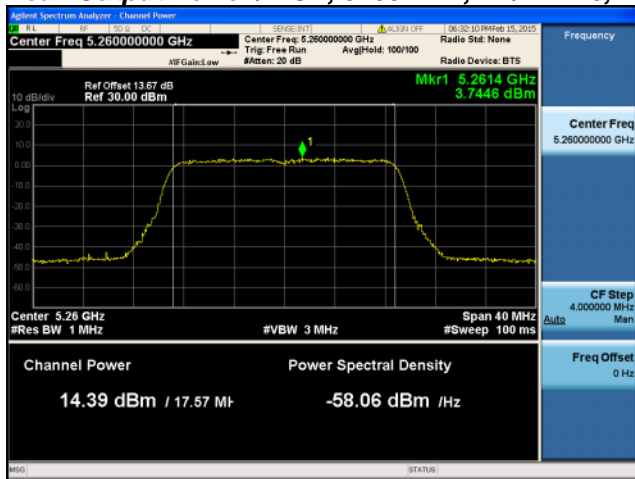 Agilent Spectrum Analyzer - Channel Power
RL RF 50 Ω DC SENSE:INT ALIGN OFF 06:32:10 PM Feb 15, 2015
Center Freq 5.260000000 GHz
Center Freq: 5.260000000 GHz
Radio Std: None
Trig: Free Run Avg|Hold: 100/100
#IFGain:Low #Atten: 20 dB Radio Device: BTS
Frequency
Mkr1 5.2614 GHz
3.7446 dBm
Ref Offset 13.67 dB
10 dB/div Ref 30.00 dBm
Log
20.0
10.0
0.00
-10.0
-20.0
-30.0
-40.0
-50.0
-60.0
1
Center Freq
5.260000000 GHz
Center 5.26 GHz Span 40 MHz
#Res BW 1 MHz #VBW 3 MHz #Sweep 100 ms
CF Step
4.000000 MHz
Auto Man
Freq Offset
0 Hz
Channel Power Power Spectral Density
14.39 dBm / 17.57 MH -58.06 dBm /Hz
MSG STATUS